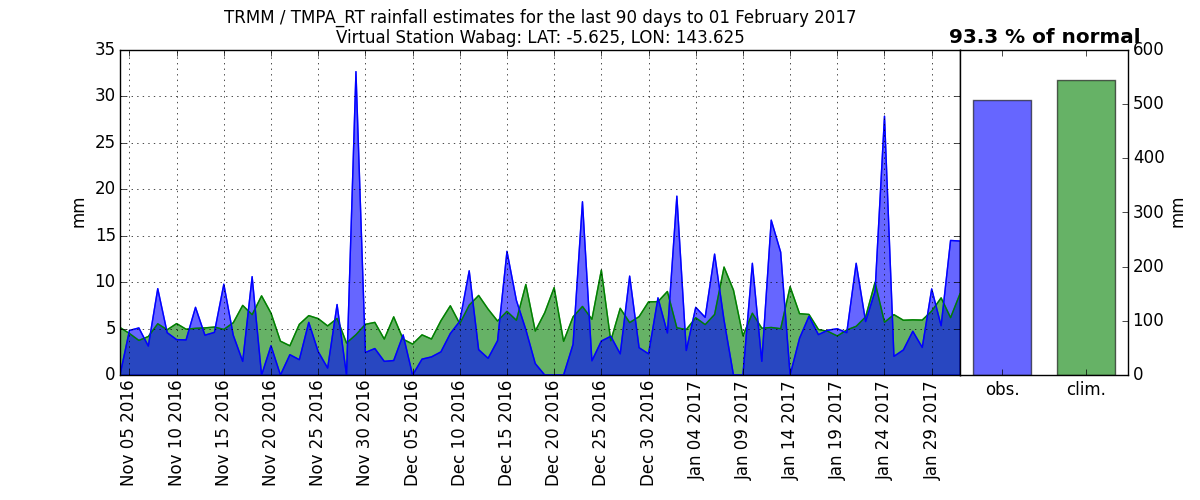 TRMM / TMPA_RT rainfall estimates for the last 90 days to 01 February 2017
Virtual Station Wabag: LAT: -5.625, LON: 143.625
93.3 % of normal
35
30
25
20
15
10
5
0
mm
Nov 05 2016
Nov 10 2016
Nov 15 2016
Nov 20 2016
Nov 25 2016
Nov 30 2016
Dec 05 2016
Dec 10 2016
Dec 15 2016
Dec 20 2016
Dec 25 2016
Dec 30 2016
Jan 04 2017
Jan 09 2017
Jan 14 2017
Jan 19 2017
Jan 24 2017
Jan 29 2017
obs.
clim.
600
500
400
300
200
100
0
mm